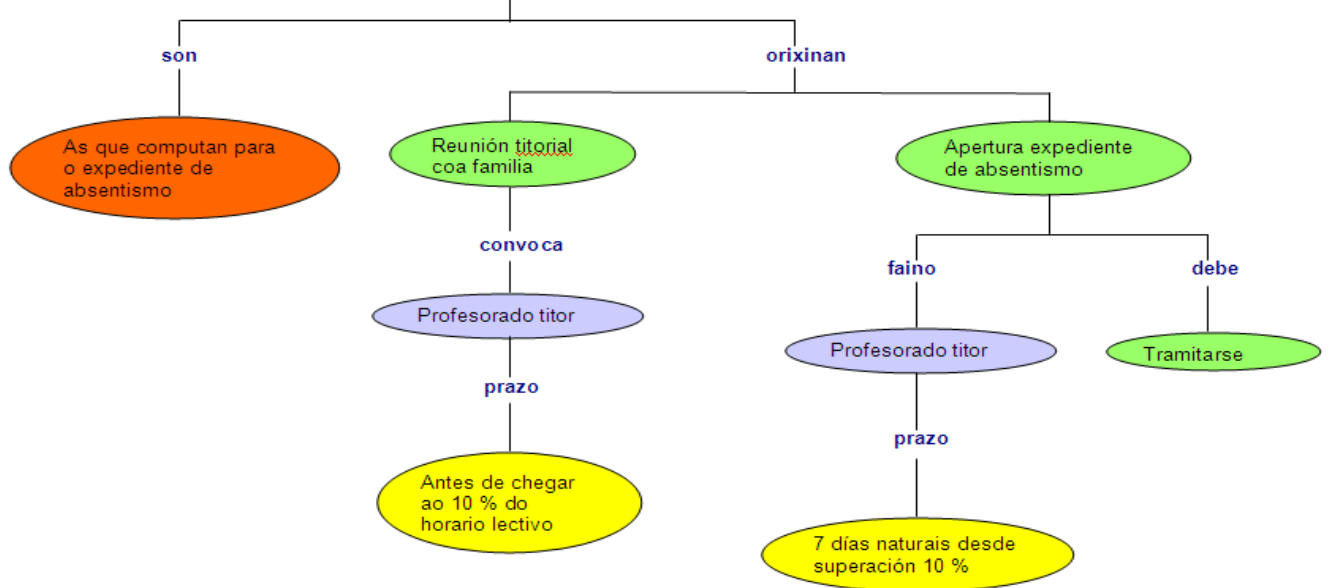 son
orixinan
As que computan para
o expediente de
absentismo
Reunión titorial
coa familia
Apertura expediente
de absentismo
convoca
faino
debe
Profesorado titor
Profesorado titor
Tramitarse
prazo
prazo
Antes de chegar
ao 10 % do
horario lectivo
7 días naturais desde
superación 10 %